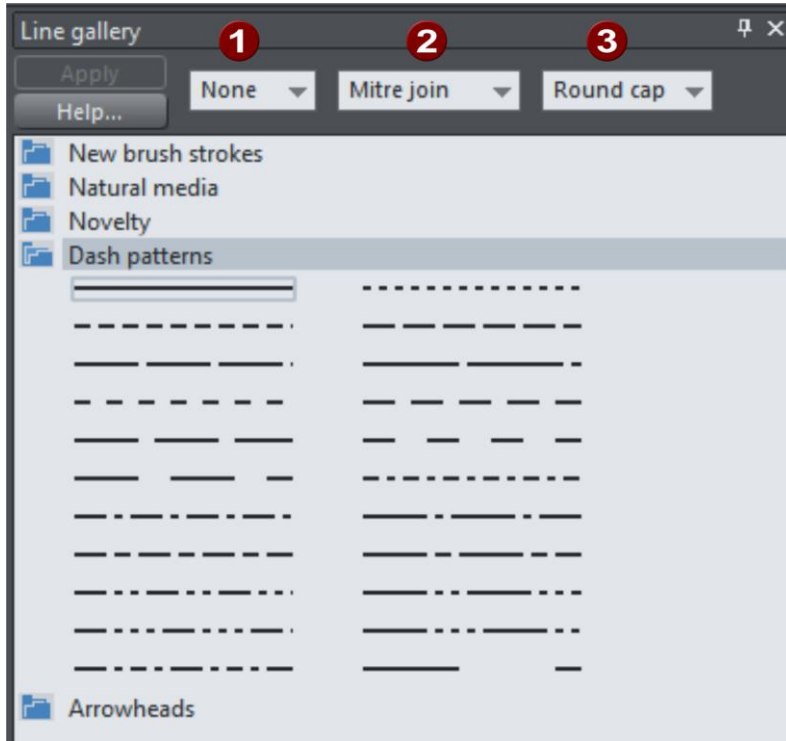 Line gallery
1 2 3
Apply
None
Mitre join
Round cap
Help...
New brush strokes
Natural media
Novelty
Dash patterns
Arrowheads